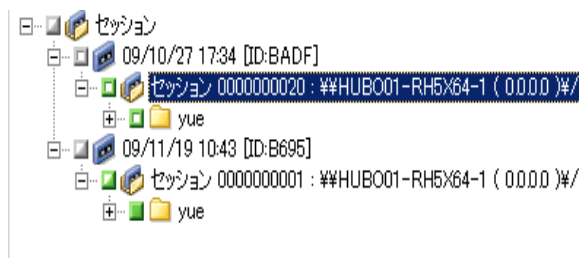 セッション
09/10/27 17:34 [ID:BADF]
セッション 0000000020 : ¥¥HUBO01-RH5X64-1 ( 0.0.0.0 )¥/
yue
09/11/19 10:43 [ID:B695]
セッション 0000000001 : ¥¥HUBO01-RH5X64-1 ( 0.0.0.0 )¥/
yue